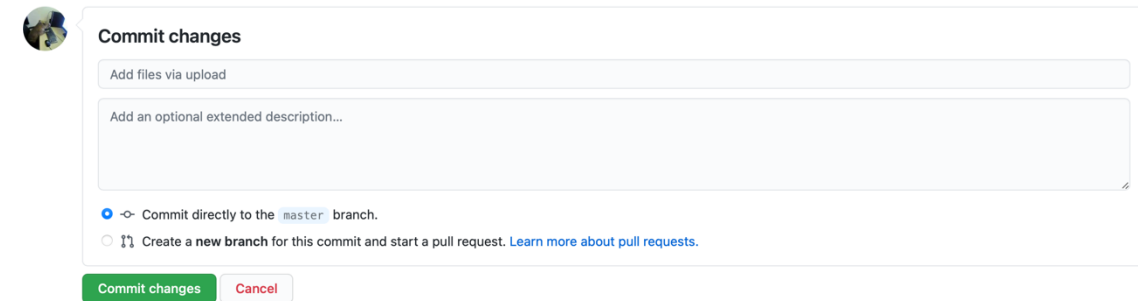 Commit changes
Add files via upload
Add an optional extended description...
Commit directly to the master branch.
Create a new branch for this commit and start a pull request. Learn more about pull requests.
Commit changes
Cancel